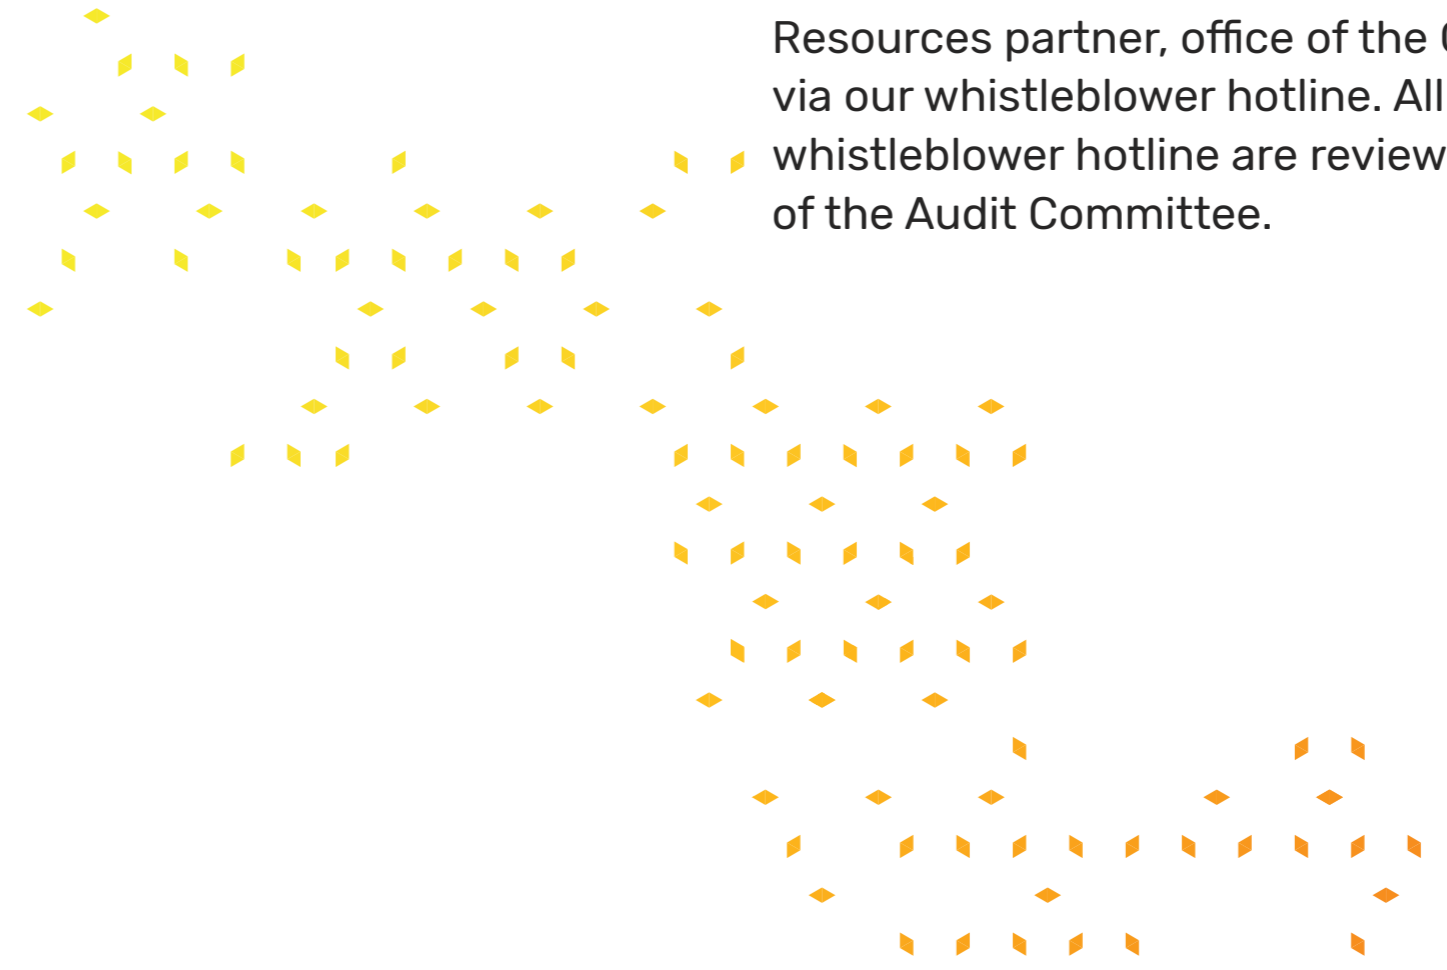 Resources partner, office of the
via our whistleblower hotline. All
whistleblower hotline are review
of the Audit Committee.